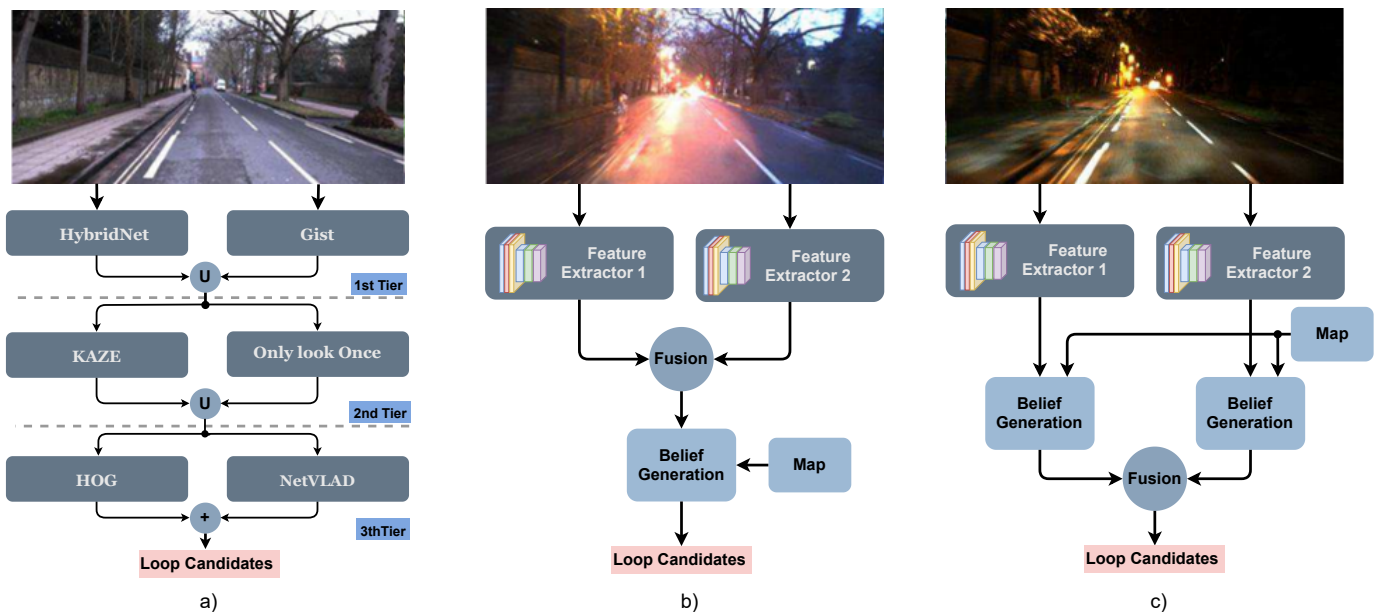 HybridNet
Gist
U
1st Tier
KAZE
Only look Once
U
2nd Tier
HOG
NetVLAD
+
3thTier
Loop Candidates
a)
Feature
Extractor 1
Feature
Extractor 2
Fusion
Belief
Generation
Map
Loop Candidates
b)
Feature
Extractor 1
Feature
Extractor 2
Map
Belief
Generation
Belief
Generation
Fusion
Loop Candidates
c)